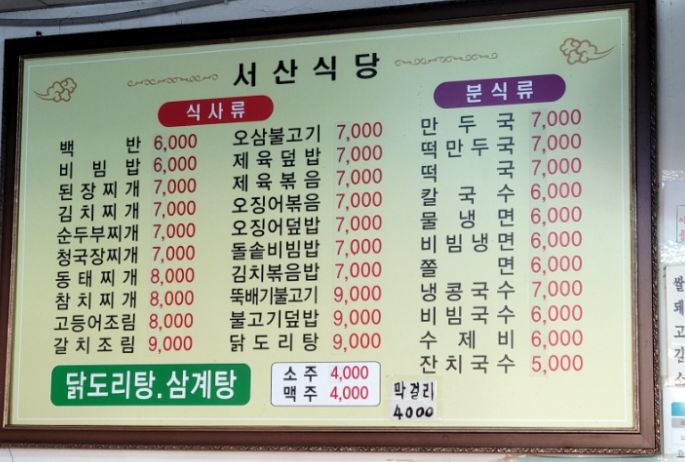 서산식당
식사류
백반 6,000
비빔밥 6,000
된장찌개 7,000
김치찌개 7,000
순두부찌개 7,000
청국장찌개 7,000
동태찌개 8,000
참치찌개 8,000
고등어조림 8,000
갈치조림 9,000
오삼불고기 7,000
제육덮밥 7,000
제육볶음 7,000
오징어볶음 7,000
오징어덮밥 7,000
돌솥비빔밥 7,000
김치볶음밥 7,000
뚝배기불고기 9,000
불고기덮밥 9,000
닭도리탕 9,000
분식류
만두국 7,000
떡만두국 7,000
떡국 7,000
칼국수 6,000
물냉면 6,000
비빔냉면 6,000
쫄면 6,000
냉콩국수 7,000
비빔국수 6,000
수제비 6,000
잔치국수 5,000
닭도리탕.삼계탕
소주 4,000
맥주 4,000
막걸리
4000
쌀
돼
고
김